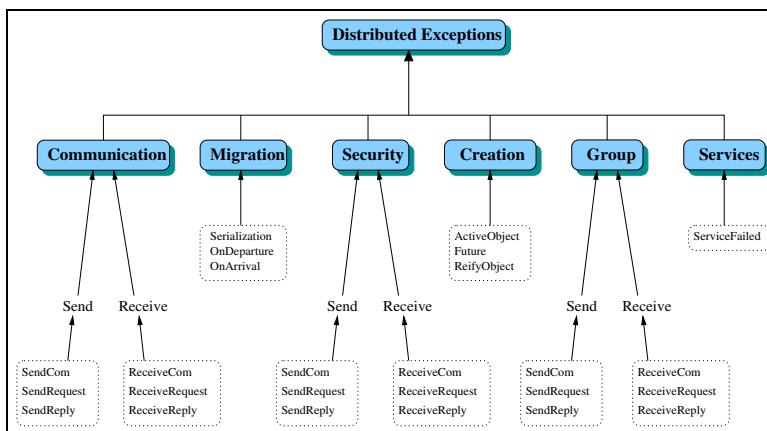 Distributed Exceptions
Communication
Migration
Security
Creation
Group
Services
Serialization
OnDeparture
OnArrival
ActiveObject
Future
ReifyObject
ServiceFailed
Send
Receive
Send
Receive
Send
Receive
SendCom
SendRequest
SendReply
ReceiveCom
ReceiveRequest
ReceiveReply
SendCom
SendRequest
SendReply
ReceiveCom
ReceiveRequest
ReceiveReply
SendCom
SendRequest
SendReply
ReceiveCom
ReceiveRequest
ReceiveReply